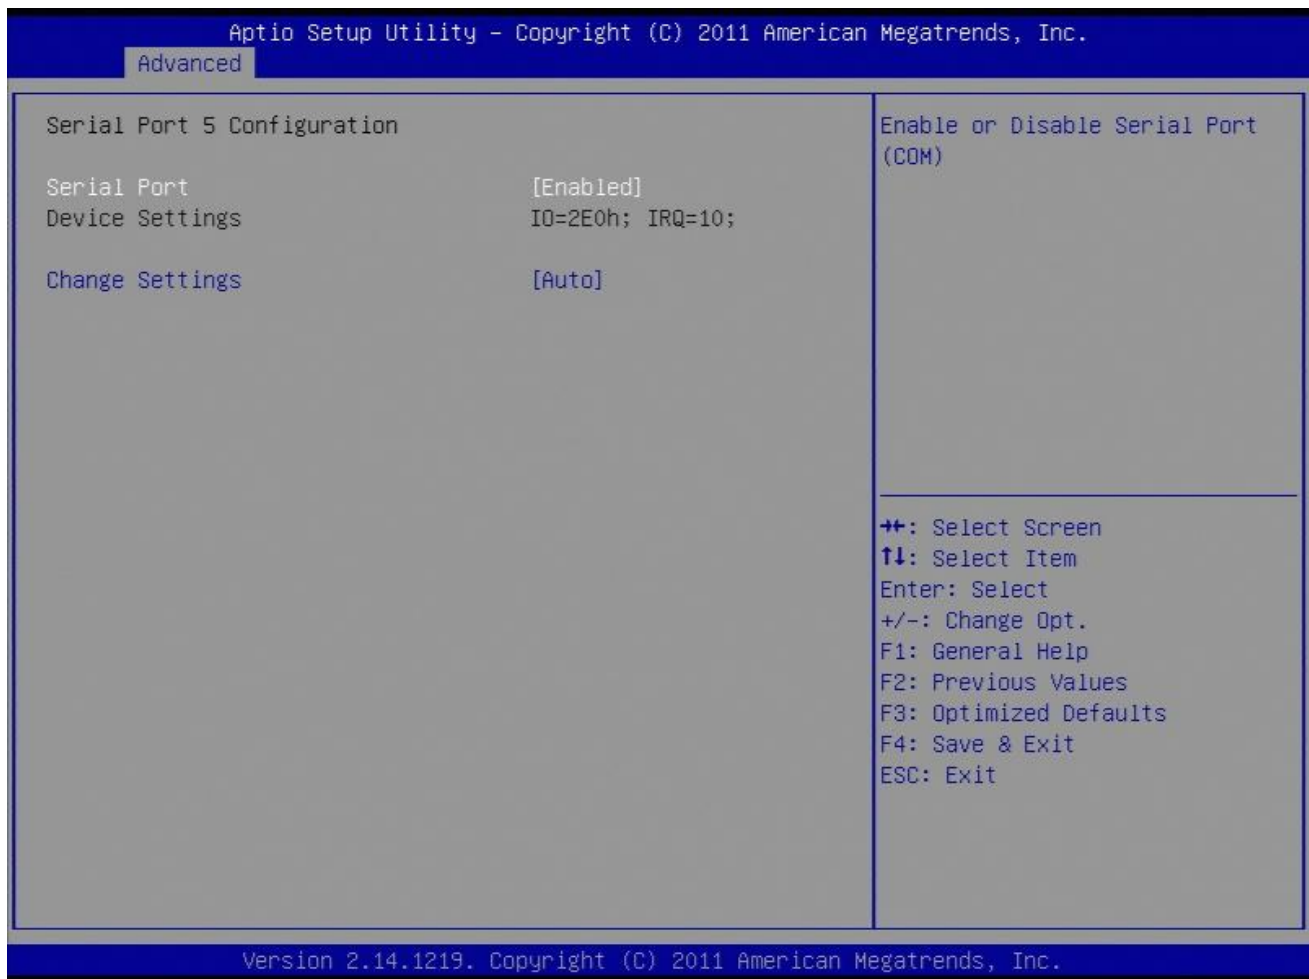 Aptio Setup Utility – Copyright (C) 2011 American Megatrends, Inc.
Advanced
Serial Port 5 Configuration
Serial Port [Enabled]
Device Settings IO=2E0h; IRQ=10;
Change Settings [Auto]
Enable or Disable Serial Port
(COM)
→←: Select Screen
↑↓: Select Item
Enter: Select
+/-: Change Opt.
F1: General Help
F2: Previous Values
F3: Optimized Defaults
F4: Save & Exit
ESC: Exit
Version 2.14.1219. Copyright (C) 2011 American Megatrends, Inc.